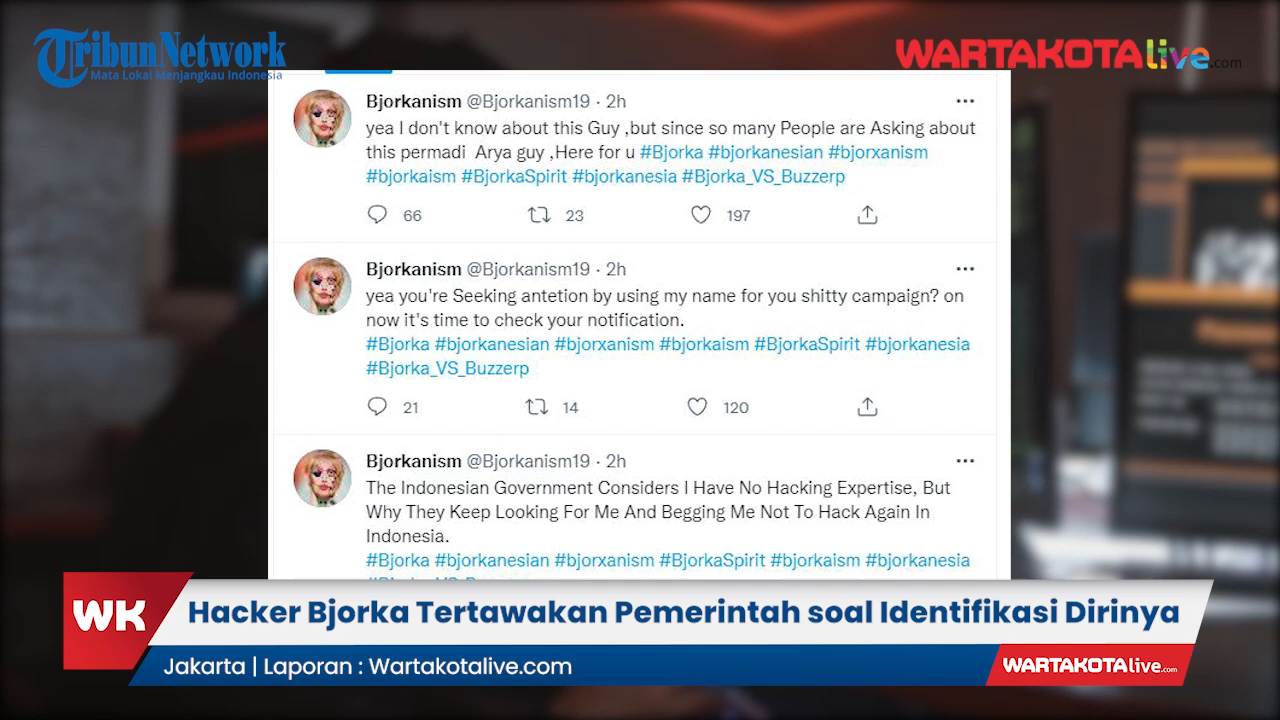 TribunNetwork
Mata Lokal Menjangkau Indonesia
WARTAKOTAlive.com
Bjorkanism @Bjorkanism19 · 2h
yea I don't know about this Guy ,but since so many People are Asking about
this permadi Arya guy ,Here for u #Bjorka #bjorkanesian #bjorxanism
#bjorkaism #BjorkaSpirit #bjorkanesia #Bjorka_VS_Buzzerp
66 23 197
Bjorkanism @Bjorkanism19 · 2h
yea you're Seeking antetion by using my name for you shitty campaign? on
now it's time to check your notification.
#Bjorka #bjorkanesian #bjorxanism #bjorkaism #BjorkaSpirit #bjorkanesia
#Bjorka_VS_Buzzerp
21 14 120
Bjorkanism @Bjorkanism19 · 2h
The Indonesian Government Considers I Have No Hacking Expertise, But
Why They Keep Looking For Me And Begging Me Not To Hack Again In
Indonesia.
#Bjorka #bjorkanesian #bjorxanism #BjorkaSpirit #bjorkaism #bjorkanesia
WK
Hacker Bjorka Tertawakan Pemerintah soal Identifikasi Dirinya
Jakarta | Laporan : Wartakotalive.com
WARTAKOTAlive.com